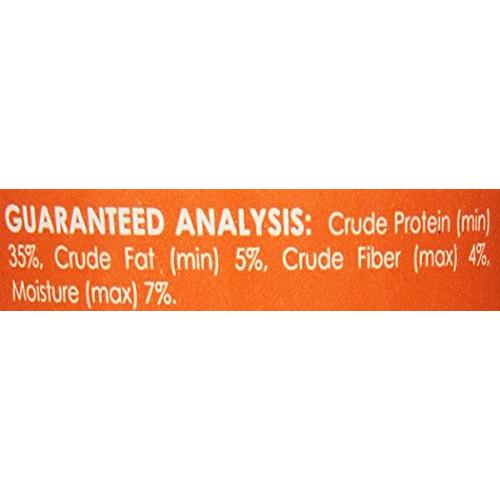 GUARANTEED ANALYSIS: Crude Protein (min)
35%, Crude Fat (min) 5%, Crude Fiber (max) 4%,
Moisture (max) 7%.